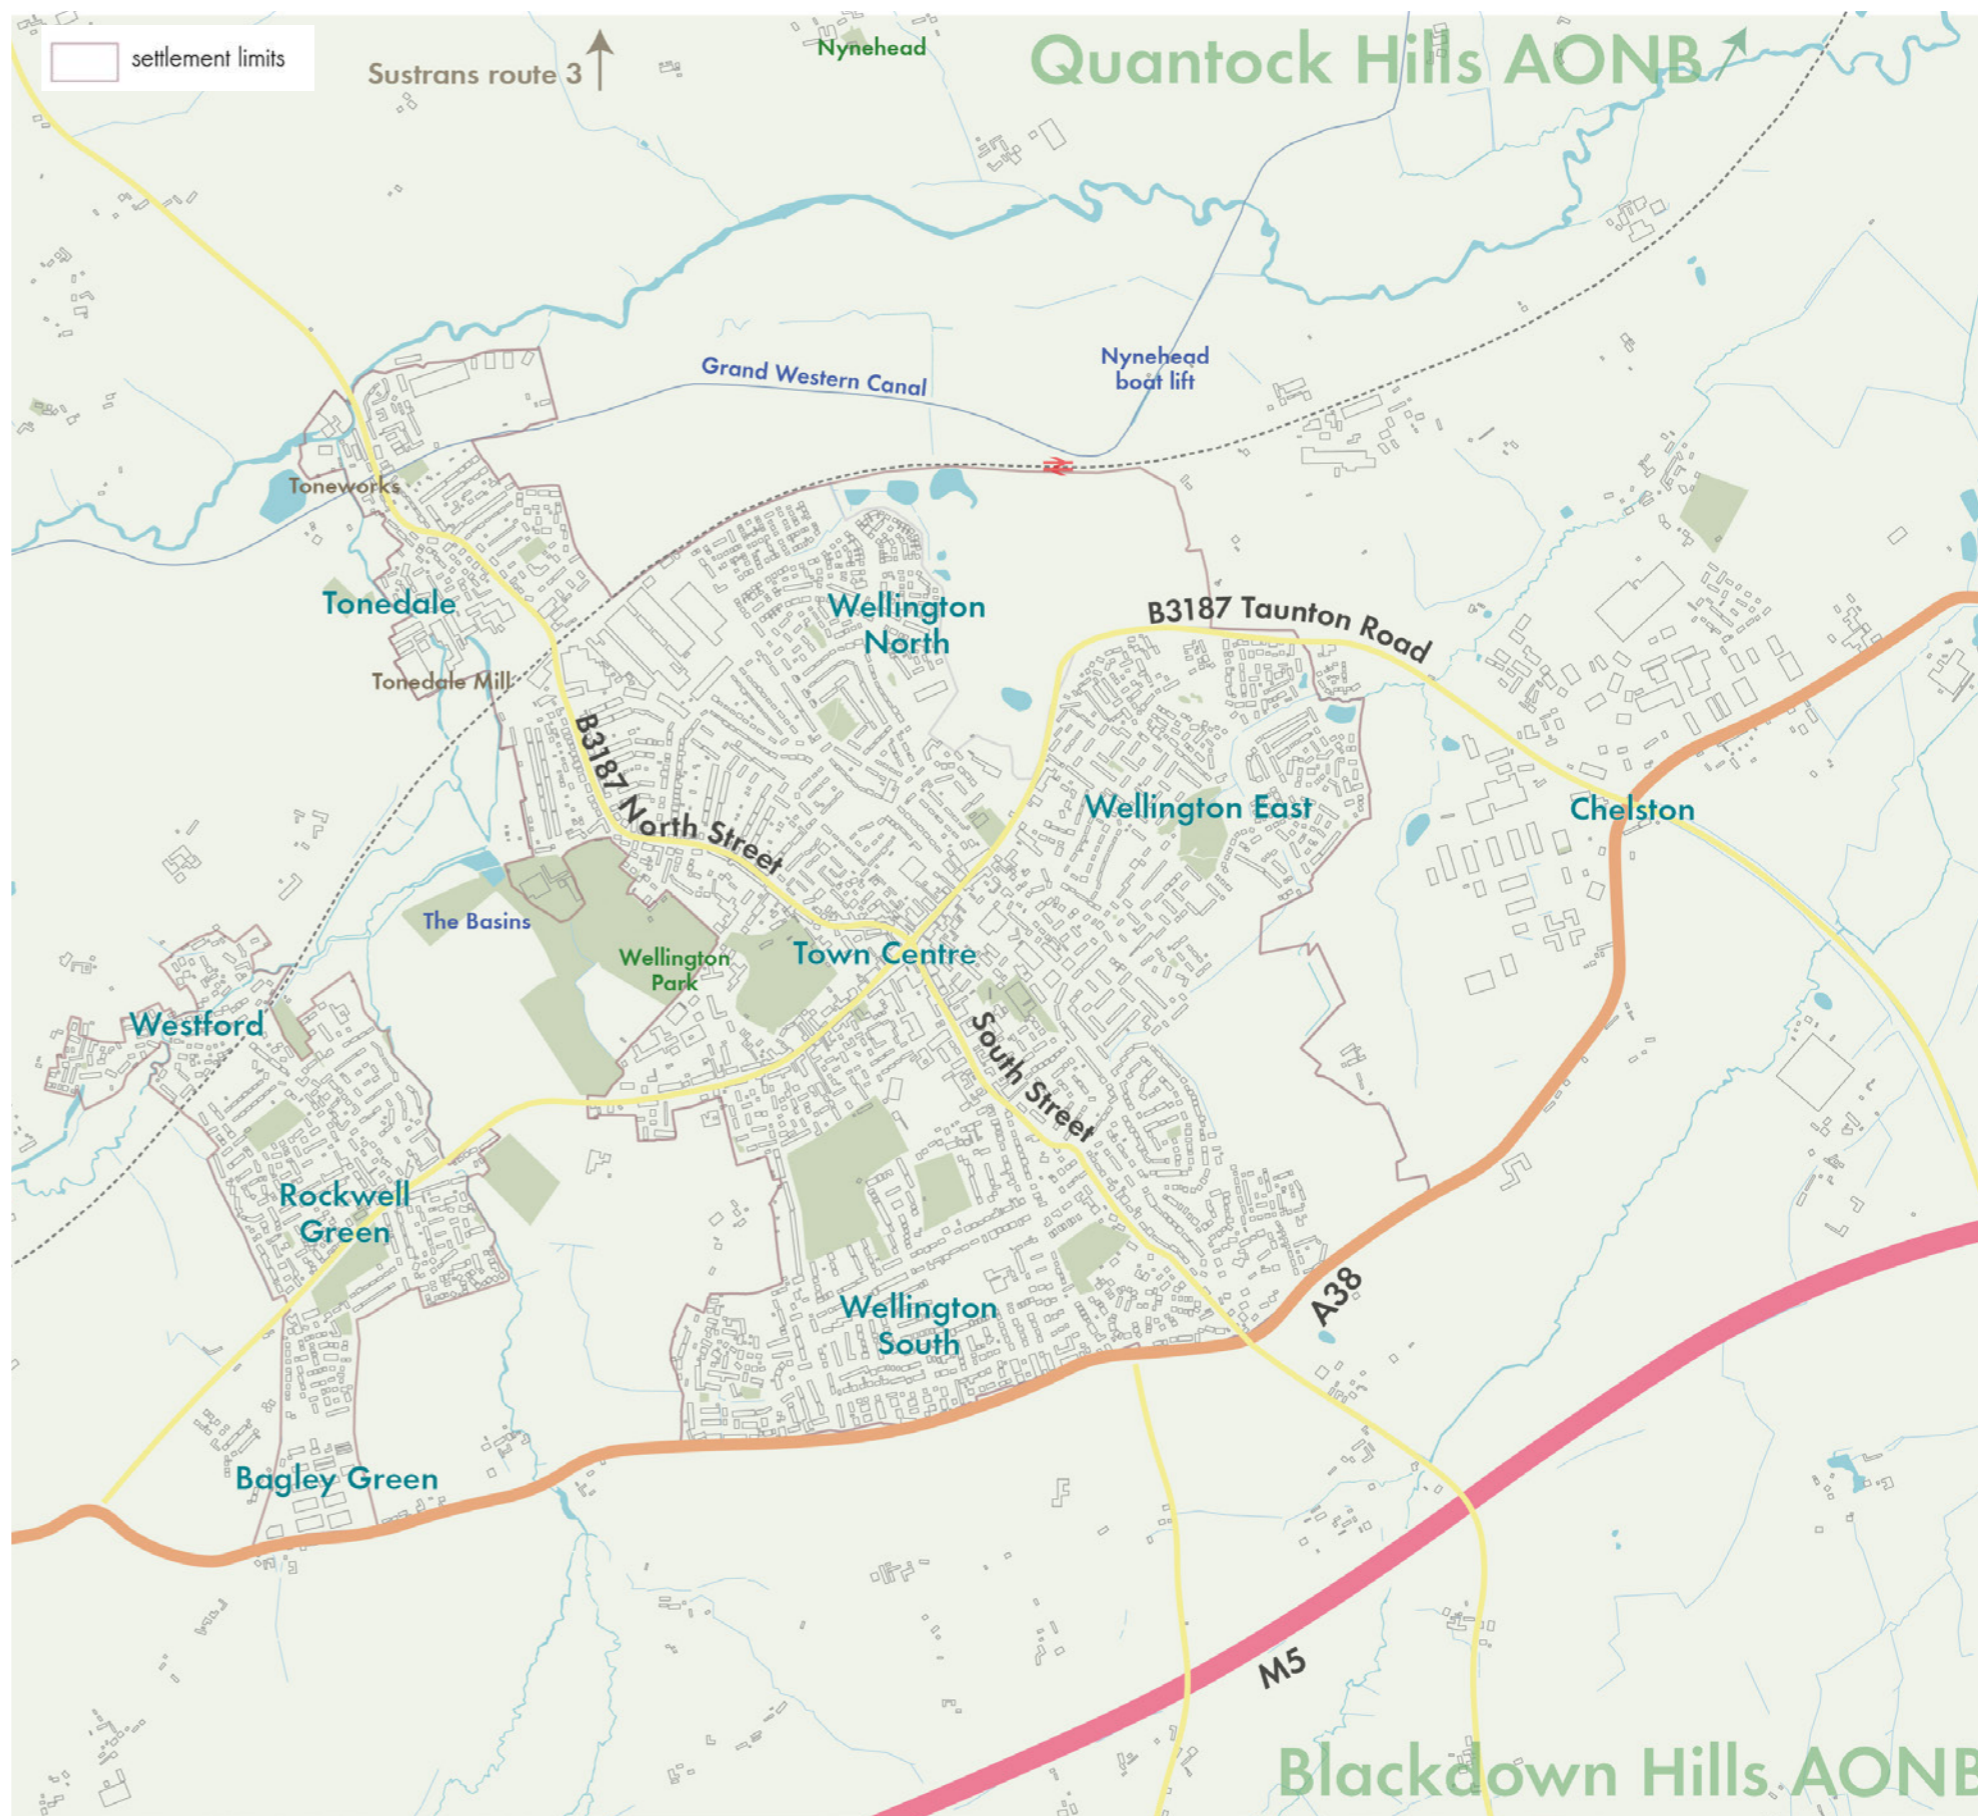 settlement limits
Sustrans route 3
Nynehead
Quantock Hills AONB
Grand Western Canal
Nynehead
boat lift
Toneworks
Tonedale
Wellington
North
B3187 Taunton Road
Tonedale Mill
B3187 North Street
Wellington East
Chelston
The Basins
Wellington
Park
Town Centre
Westford
South Street
Rockwell
Green
Wellington
South
A38
Bagley Green
M5
Blackdown Hills AONB